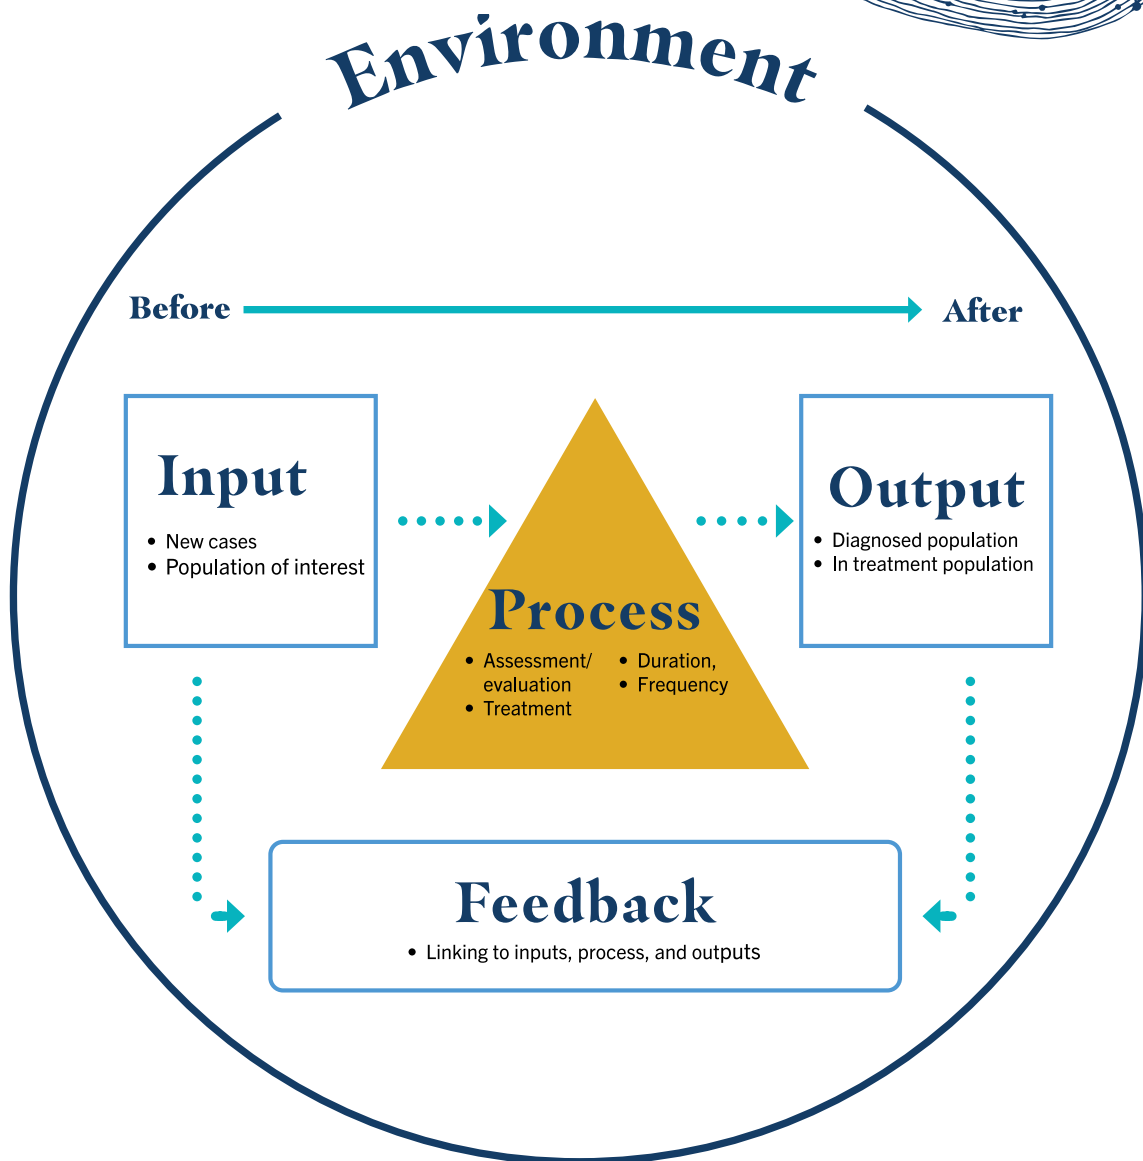 Environment
Before
After
Input
• New cases
• Population of interest
Process
• Assessment/
evaluation
• Treatment
• Duration,
• Frequency
Output
• Diagnosed population
• In treatment population
Feedback
• Linking to inputs, process, and outputs